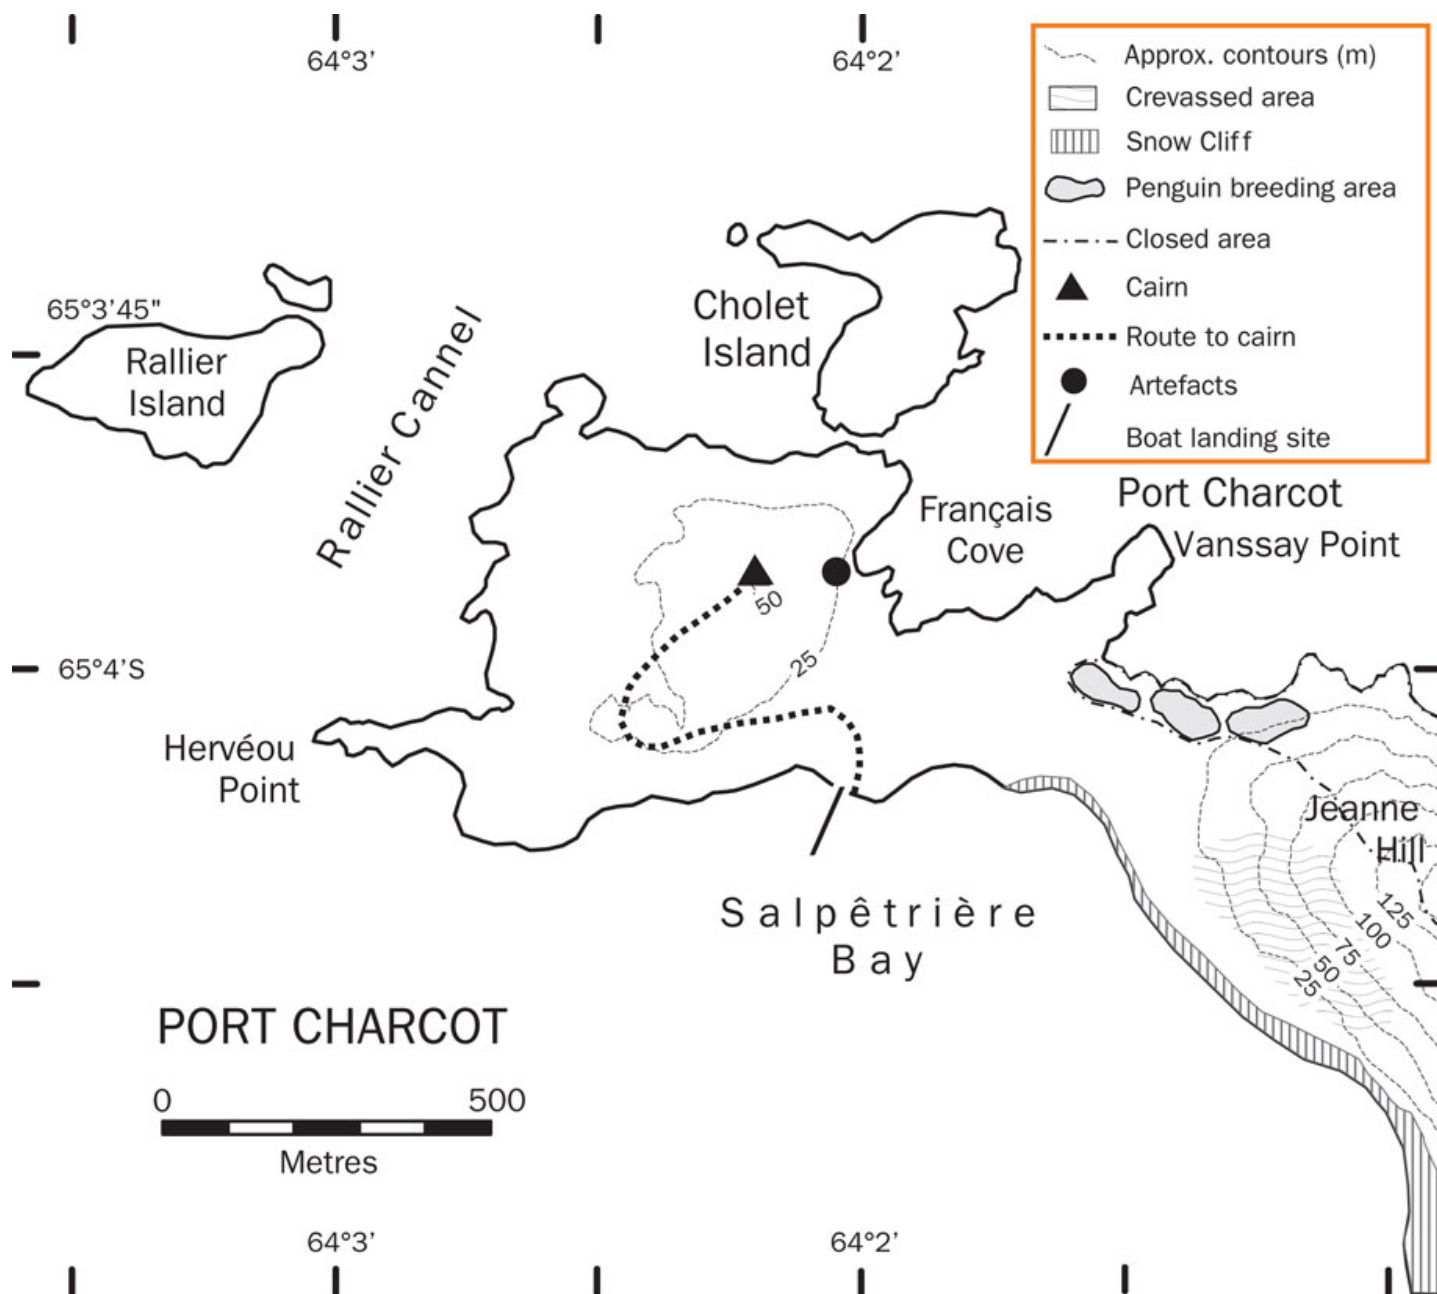 64°3'
64°2'
Approx. contours (m)
Crevassed area
Snow Cliff
Penguin breeding area
Closed area
Cairn
Route to cairn
Artefacts
Boat landing site
65°3'45"
Rallier
Island
Rallier Cannel
Cholet
Island
Port Charcot
Français
Cove
Vanssay Point
50
25
65°4'S
Hervéou
Point
Jeanne
Hill
125
100
75
50
25
Salpêtrière
Bay
PORT CHARCOT
0
500
Metres
64°3'
64°2'